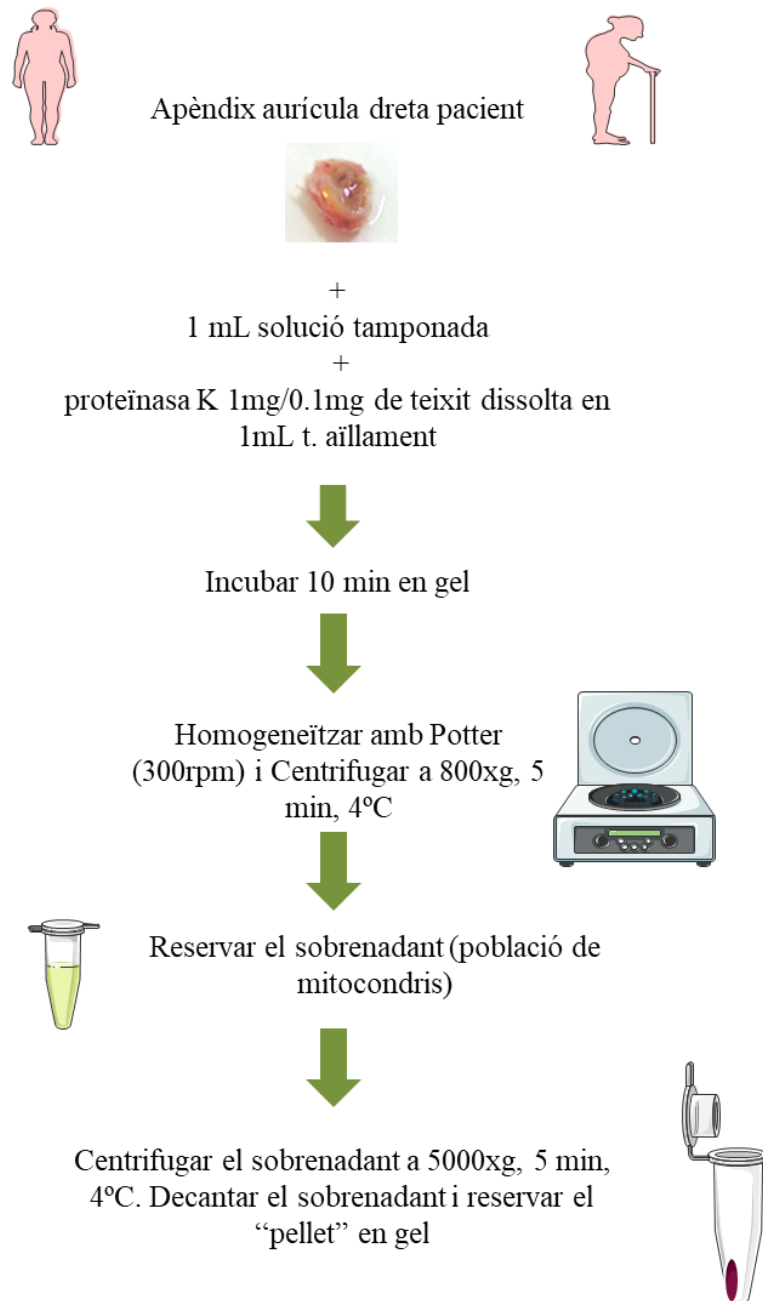 Apèndix aurícula dreta pacient
+
1 mL solució tamponada
+
proteïnasa K 1mg/0.1mg de teixit dissolta en
1mL t. aïllament
Incubar 10 min en gel
Homogeneïtzar amb Potter
(300rpm) i Centrifugar a 800xg, 5
min, 4ºC
Reservar el sobrenadant (població de
mitocondris)
Centrifugar el sobrenadant a 5000xg, 5 min,
4ºC. Decantar el sobrenadant i reservar el
“pellet” en gel